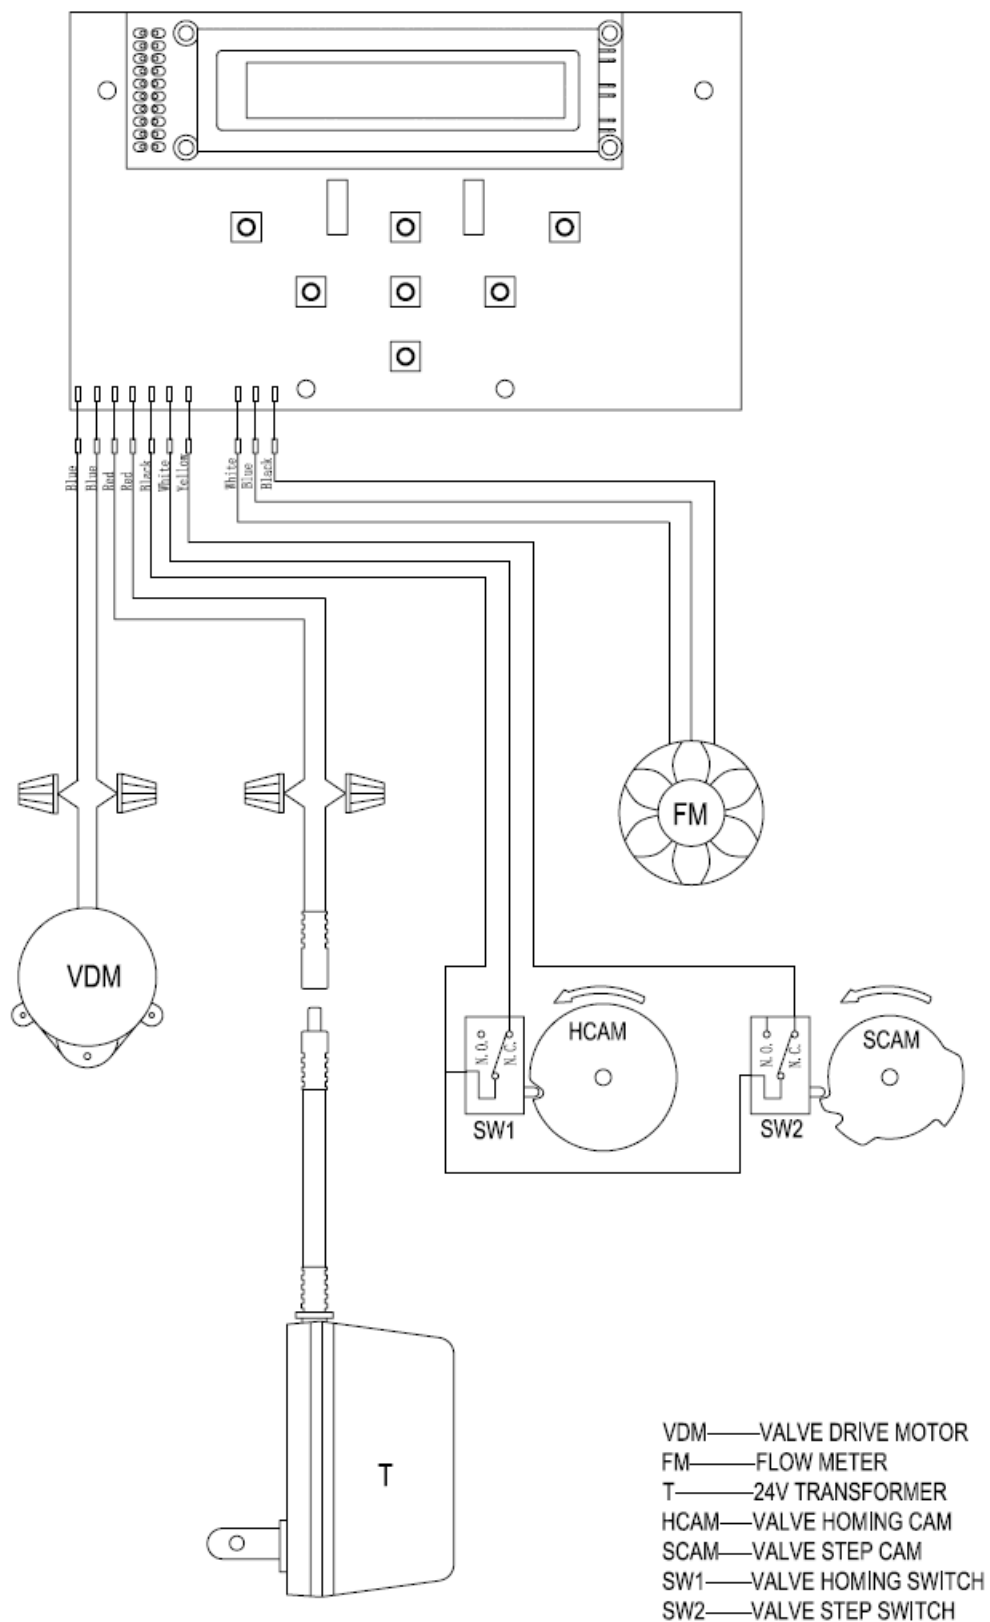 Blue
Blue
Red
Red
Black
White
Yellow
White
Blue
Black
FM
VDM
N.O.
N.C.
HCAM
SW1
N.O.
N.C.
SCAM
SW2
T
VDM——VALVE DRIVE MOTOR
FM——FLOW METER
T——24V TRANSFORMER
HCAM——VALVE HOMING CAM
SCAM——VALVE STEP CAM
SW1——VALVE HOMING SWITCH
SW2——VALVE STEP SWITCH